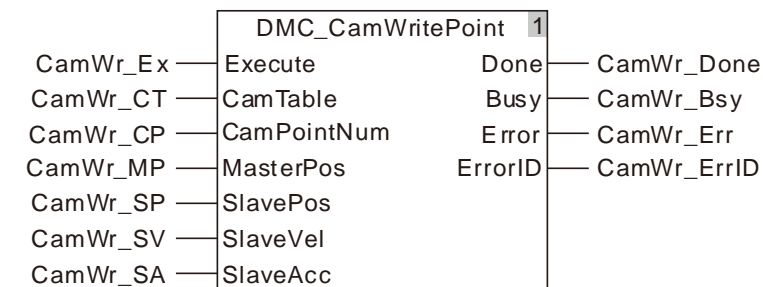 DMC_CamWritePoint 1
CamWr_Ex Execute Done CamWr_Done
CamWr_CT CamTable Busy CamWr_Bsy
CamWr_CP CamPointNum Error CamWr_Err
CamWr_MP MasterPos ErrorID CamWr_ErrID
CamWr_SP SlavePos
CamWr_SV SlaveVel
CamWr_SA SlaveAcc